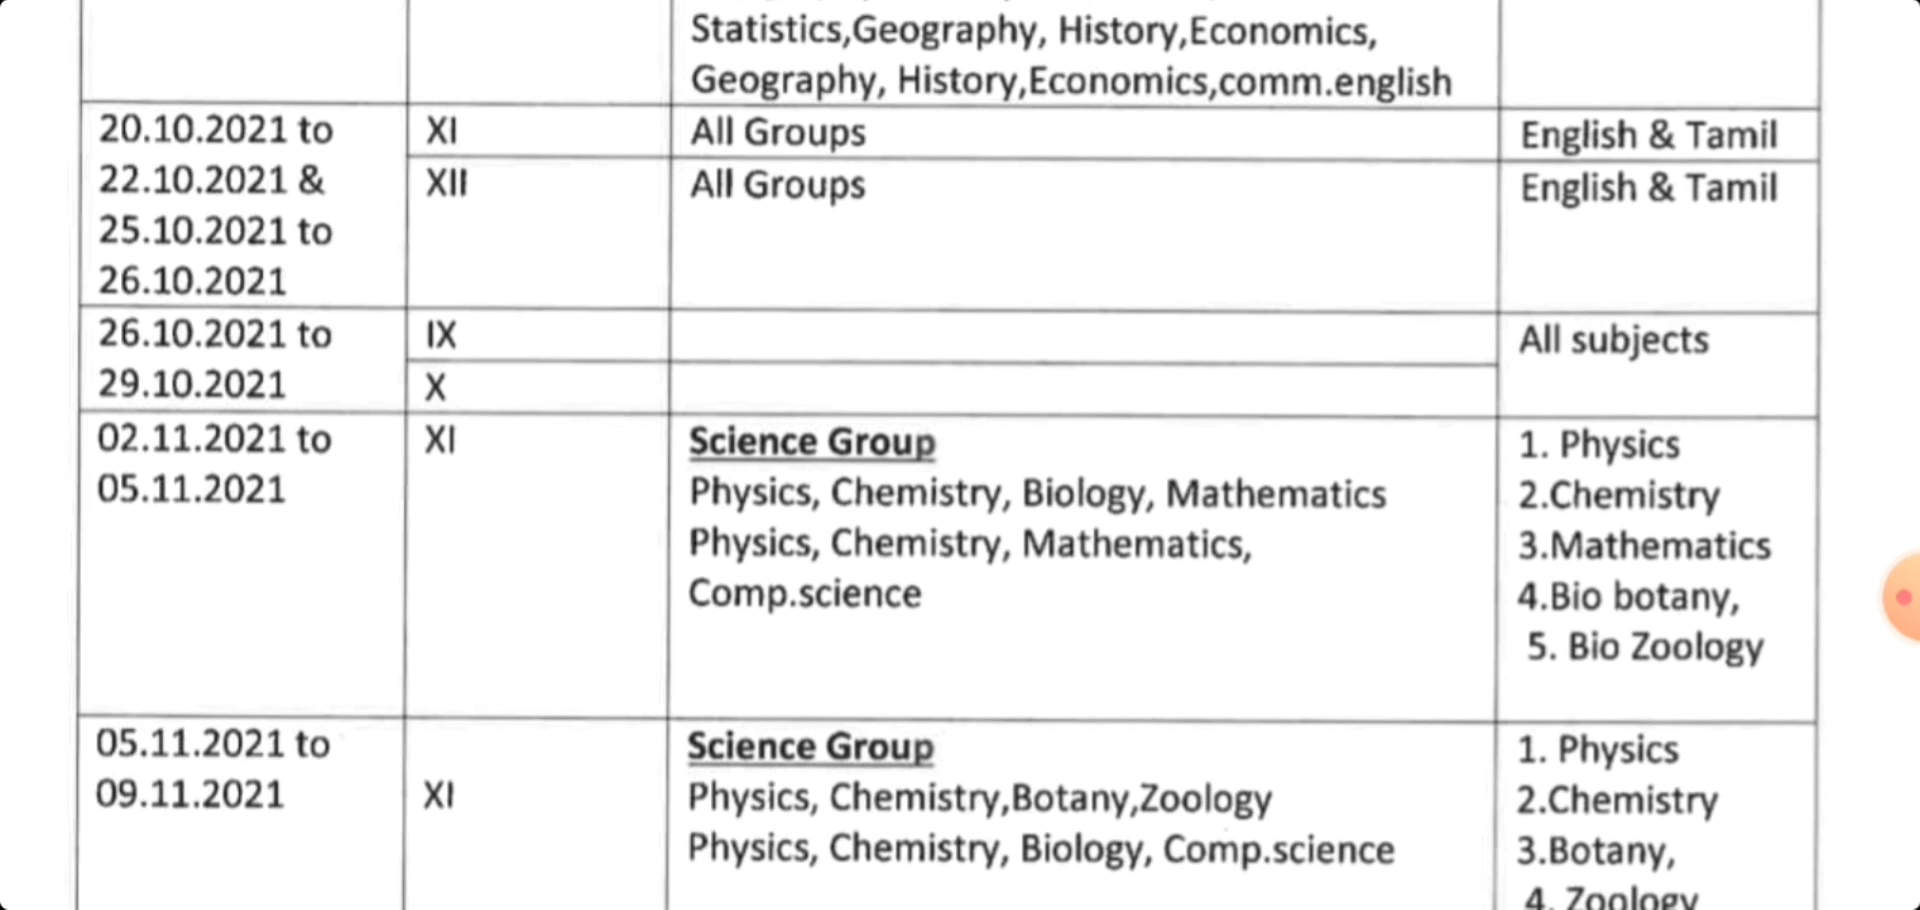 Statistics,Geography, History,Economics,
Geography, History,Economics,comm.english
20.10.2021 to
22.10.2021 &
25.10.2021 to
26.10.2021
XI
All Groups
English & Tamil
XII
All Groups
English & Tamil
26.10.2021 to
29.10.2021
IX
X
All subjects
02.11.2021 to
05.11.2021
XI
Science Group
Physics, Chemistry, Biology, Mathematics
Physics, Chemistry, Mathematics,
Comp.science
1. Physics
2.Chemistry
3.Mathematics
4.Bio botany,
5. Bio Zoology
05.11.2021 to
09.11.2021
XI
Science Group
Physics, Chemistry,Botany,Zoology
Physics, Chemistry, Biology, Comp.science
1. Physics
2.Chemistry
3.Botany,
4. Zoology